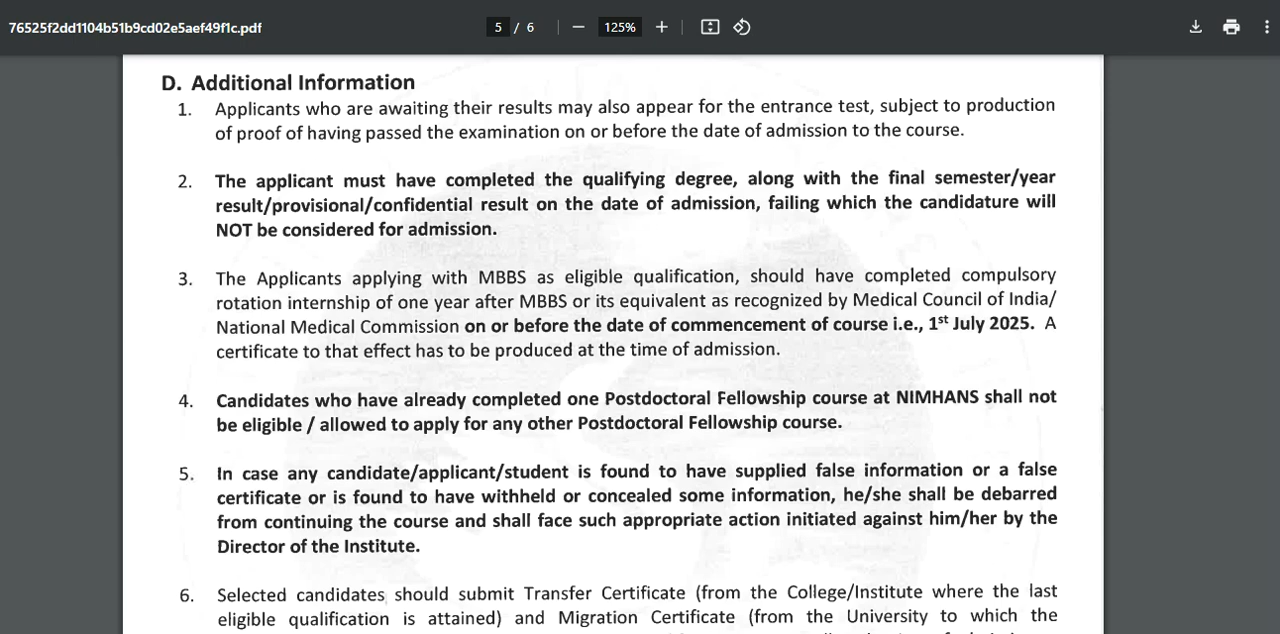 76525f2dd1104b51b9cd02e5aef49f1c.pdf
5 / 6
125%
D. Additional Information
1. Applicants who are awaiting their results may also appear for the entrance test, subject to production
of proof of having passed the examination on or before the date of admission to the course.
2. The applicant must have completed the qualifying degree, along with the final semester/year
result/provisional/confidential result on the date of admission, failing which the candidature will
NOT be considered for admission.
3. The Applicants applying with MBBS as eligible qualification, should have completed compulsory
rotation internship of one year after MBBS or its equivalent as recognized by Medical Council of India/
National Medical Commission on or before the date of commencement of course i.e., 1st July 2025. A
certificate to that effect has to be produced at the time of admission.
4. Candidates who have already completed one Postdoctoral Fellowship course at NIMHANS shall not
be eligible / allowed to apply for any other Postdoctoral Fellowship course.
5. In case any candidate/applicant/student is found to have supplied false information or a false
certificate or is found to have withheld or concealed some information, he/she shall be debarred
from continuing the course and shall face such appropriate action initiated against him/her by the
Director of the Institute.
6. Selected candidates should submit Transfer Certificate (from the College/Institute where the last
eligible qualification is attained) and Migration Certificate (from the University to which the